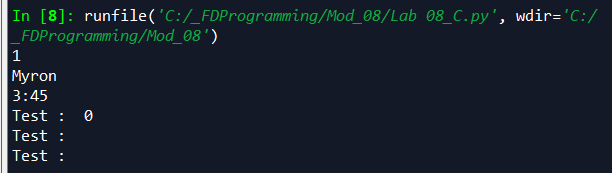 In [8]: runfile('C:/_FDProgramming/Mod_08/Lab 08_C.py', wdir='C:/
_FDProgramming/Mod_08')
1
Myron
3:45
Test :  0
Test :
Test :